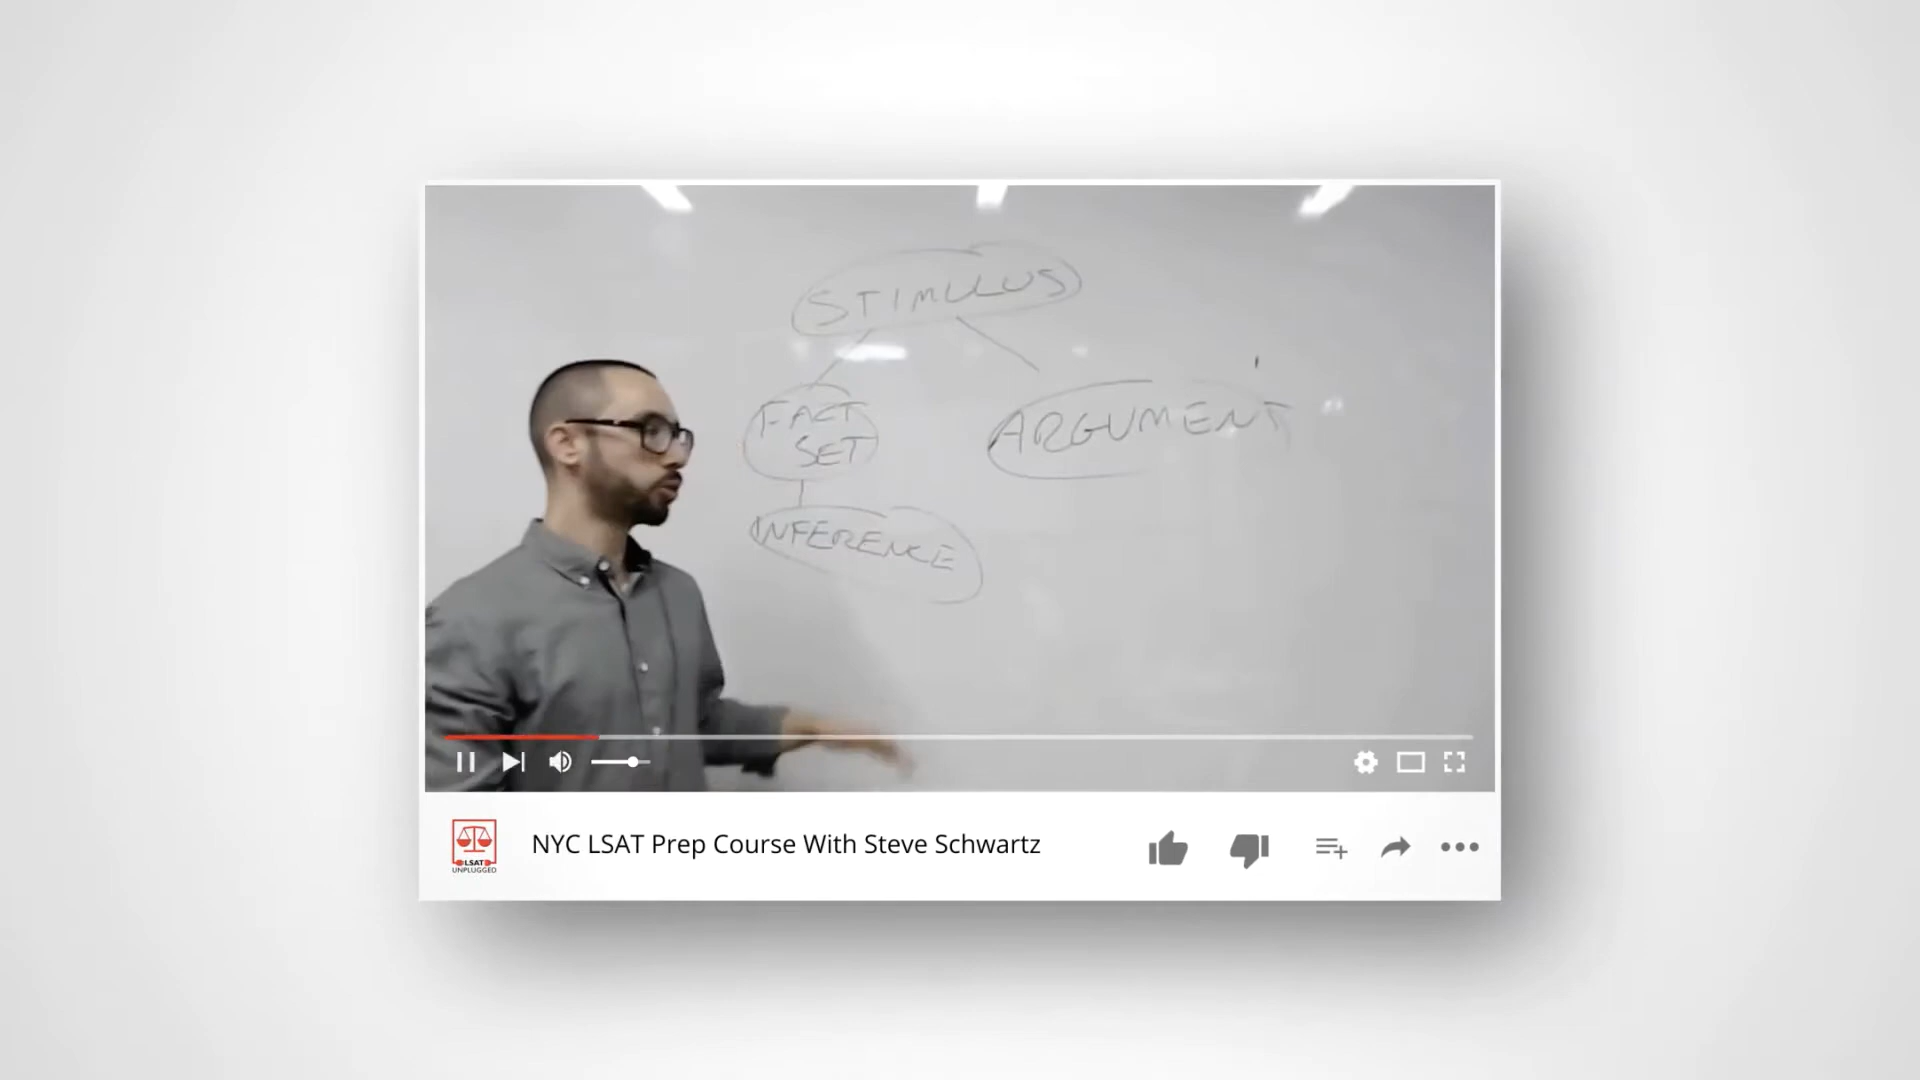 STIMULUS
FACT
SET
ARGUMENT
INFERENCE
LSAT
UNPLUGGED
NYC LSAT Prep Course With Steve Schwartz